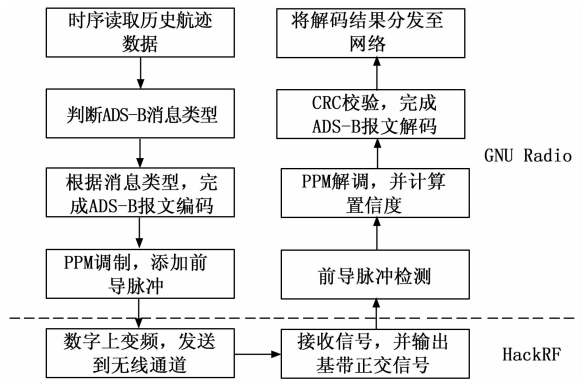 时序读取历史航迹
数据
判断ADS-B消息类型
根据消息类型，完
成ADS-B报文编码
PPM调制，添加前
导脉冲
数字上变频，发送
到无线通道
将解码结果分发至
网络
CRC校验，完成
ADS-B报文解码
PPM解调，并计算
置信度
前导脉冲检测
接收信号，并输出
基带正交信号
GNU Radio
HackRF